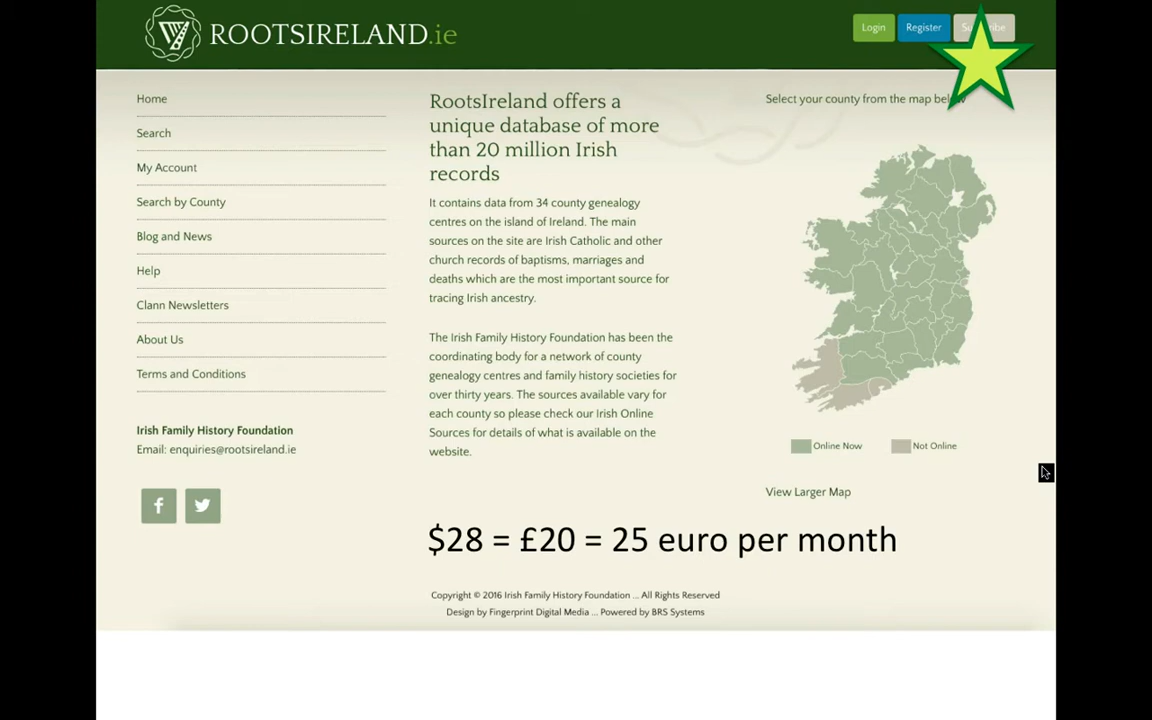 ROOTSIRELAND.ie
Login
Register
Home
Search
My Account
Search by County
Blog and News
Help
Clann Newsletters
About Us
Terms and Conditions
Irish Family History Foundation
Email: enquiries@rootsireland.ie
RootsIreland offers a
unique database of more
than 20 million Irish
records
It contains data from 34 county genealogy
centres on the island of Ireland. The main
sources on the site are Irish Catholic and other
church records of baptisms, marriages and
deaths which are the most important source for
tracing Irish ancestry.
The Irish Family History Foundation has been the
coordinating body for a network of county
genealogy centres and family history societies for
over thirty years. The sources available vary for
each county so please check our Irish Online
Sources for details of what is available on the
website.
Select your county from the map below
Online Now
Not Online
View Larger Map
$28 = £20 = 25 euro per month
Copyright © 2016 Irish Family History Foundation ... All Rights Reserved
Design by Fingerprint Digital Media ... Powered by BRS Systems